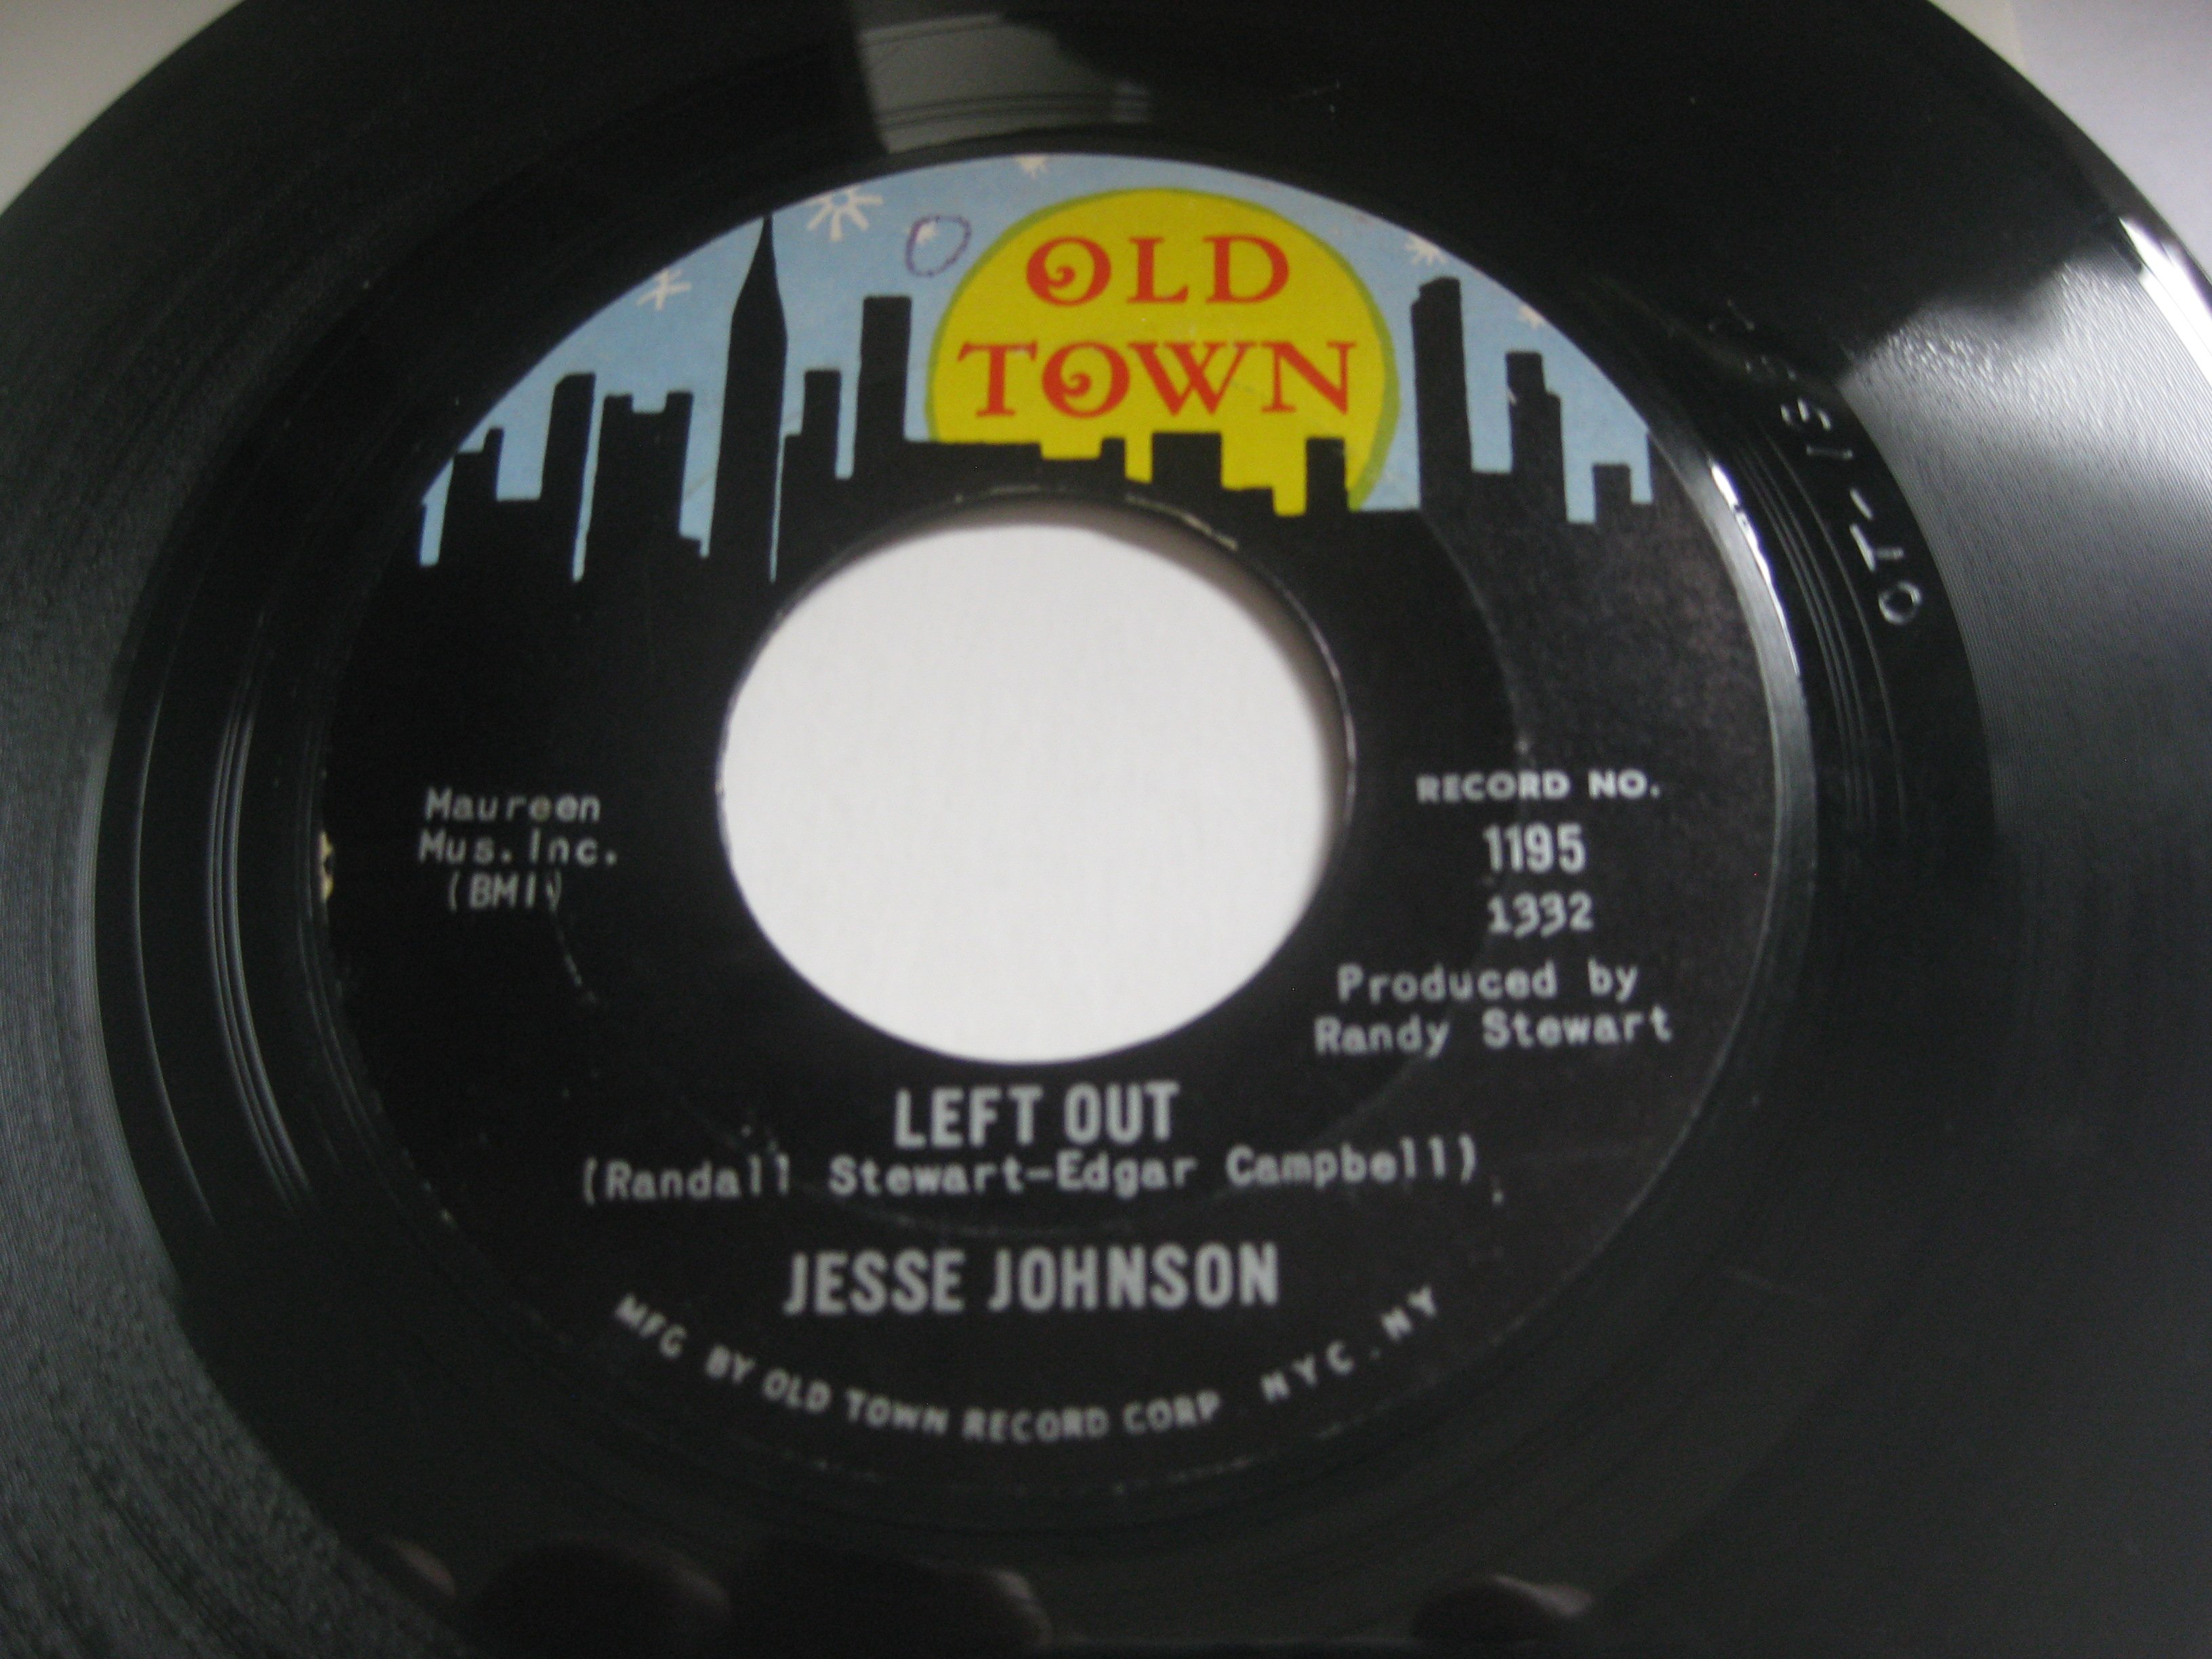 OLD
TOWN
Maureen
Mus. Inc.
(BMI)
RECORD NO.
1195
1332
Produced by
Randy Stewart
LEFT OUT
(Randall Stewart-Edgar Campbell)
JESSE JOHNSON
MFG BY OLD TOWN RECORD CORP NYC. NY
O